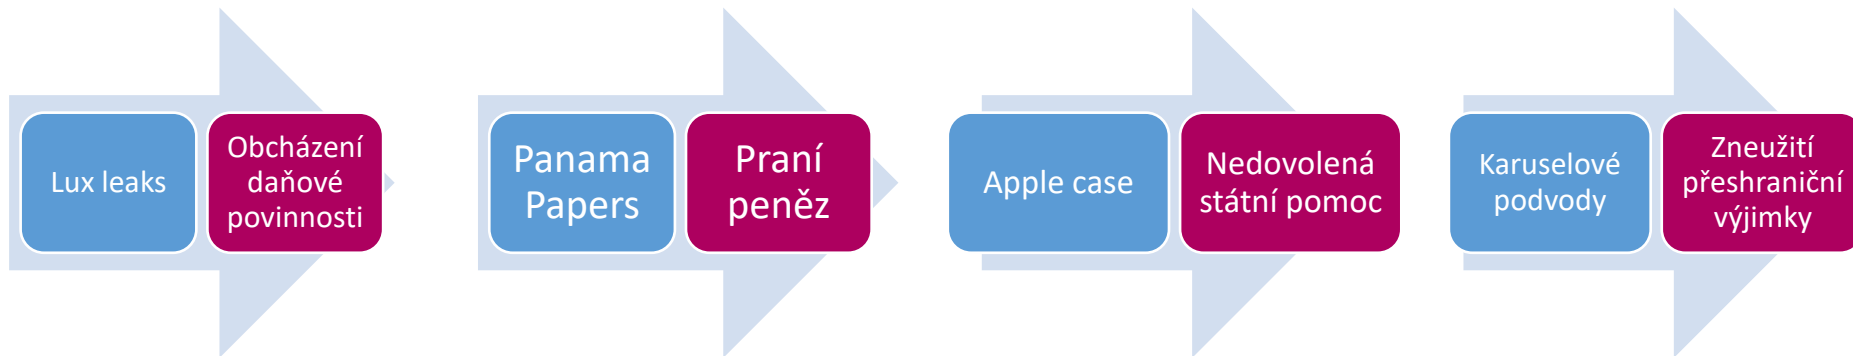 Lux leaks
Obcházení
daňové
povinnosti
Panama
Papers
Praní
peněz
Apple case
Nedovolená
státní pomoc
Karuselové
podvody
Zneužití
přeshraniční
výjimky